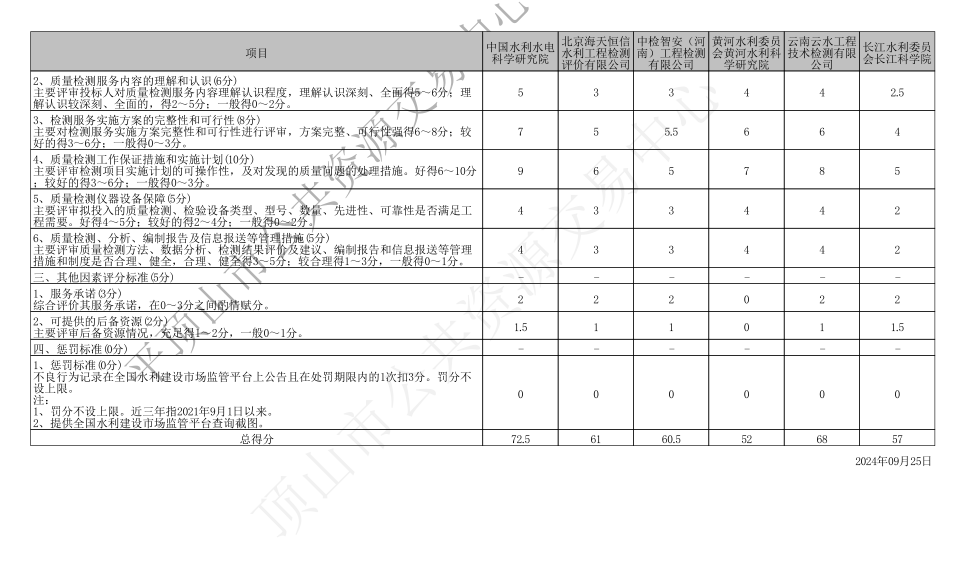 项目
中国水利水电
科学研究院
北京海天恒信
水利工程检测
评价有限公司
中检智安（河
南）工程检测
有限公司
黄河水利委员
会黄河水利科
学研究院
云南云水工程
技术检测有限
公司
长江水利委员
会长江科学院
2、质量检测服务内容的理解和认识(6分)
主要评审投标人对质量检测服务内容理解认识程度，理解认识深刻、全面得5～6分；理
解认识较深刻、全面的，得2～5分；一般得0～2分。
5 3 3 4 4 2.5
3、检测服务实施方案的完整性和可行性(8分)
主要对检测服务实施方案完整性和可行性进行评审，方案完整、可行性强得6～8分；较
好的得3～6分；一般得0～3分。
7 5 5.5 6 6 4
4、质量检测工作保证措施和实施计划(10分)
主要评审检测项目实施计划的可操作性，及对发现的质量问题的处理措施。好得6～10分
；较好的得3～6分；一般得0～3分。
9 6 5 7 8 5
5、质量检测仪器设备保障(5分)
主要评审拟投入的质量检测、检验设备类型、型号、数量、先进性、可靠性是否满足工
程需要。好得4～5分；较好的得2～4分；一般得0～2分。
4 3 3 4 4 2
6、质量检测、分析、编制报告及信息报送等管理措施(5分)
主要评审质量检测方法、数据分析、检测结果评价及建议、编制报告和信息报送等管理
措施和制度是否合理、健全，合理、健全得3～5分；较合理得1～3分，一般得0～1分。
4 3 3 4 4 2
三、其他因素评分标准(5分)
– – – – – –
1、服务承诺(3分)
综合评价其服务承诺，在0～3分之间酌情赋分。
2 2 2 0 2 2
2、可提供的后备资源(2分)
主要评审后备资源情况，充足得1～2分，一般0～1分。
1.5 1 1 0 1 1.5
四、惩罚标准(0分)
– – – – – –
1、惩罚标准(0分)
不良行为记录在全国水利建设市场监管平台上公告且在处罚期限内的1次扣3分。罚分不
设上限。
注：
1、罚分不设上限。近三年指2021年9月1日以来。
2、提供全国水利建设市场监管平台查询截图。
0 0 0 0 0 0
总得分
72.5 61 60.5 52 68 57
2024年09月25日
平顶山市公共资源交易中心
顶山市公共资源交易中心